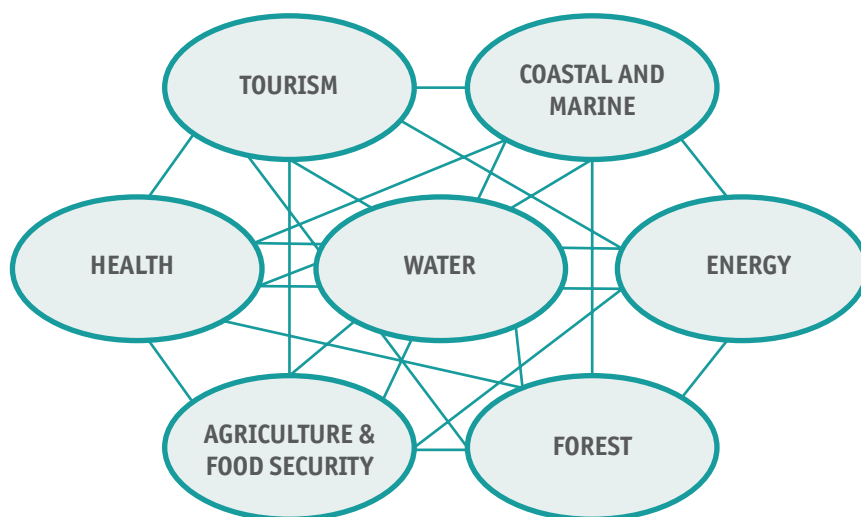 TOURISM
COASTAL AND
MARINE
HEALTH
WATER
ENERGY
AGRICULTURE &
FOOD SECURITY
FOREST